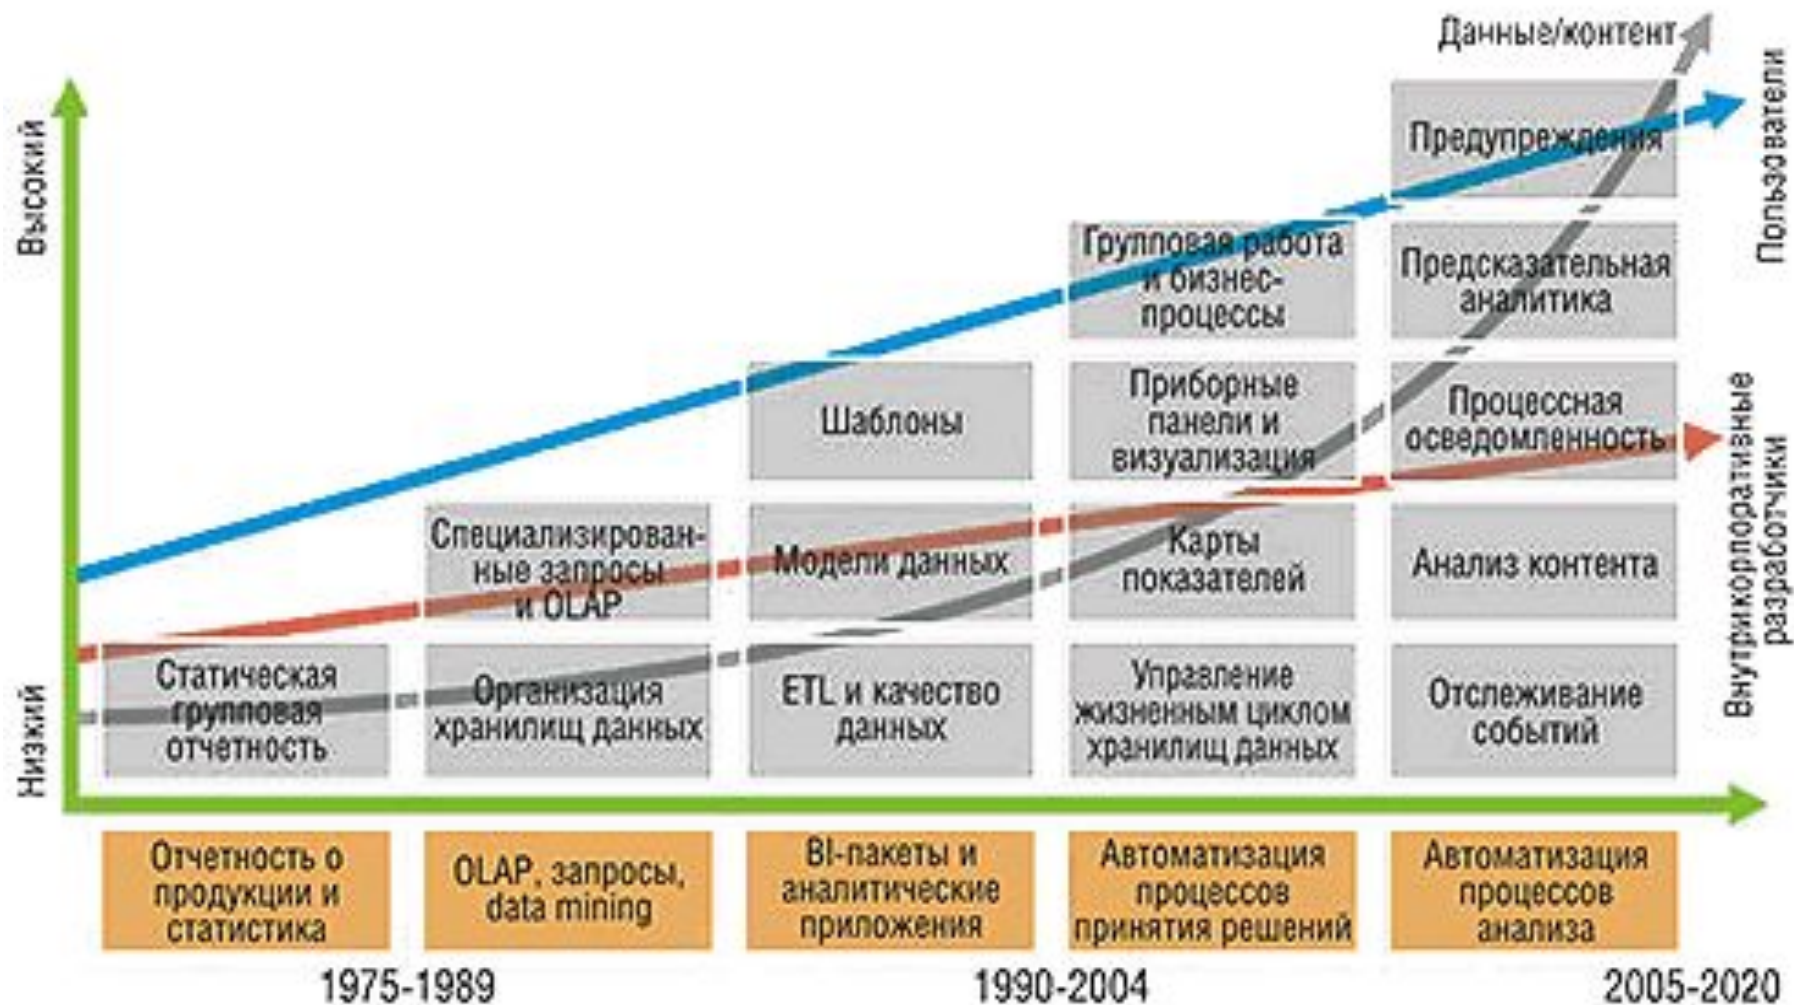 Данные/контент
Пользователи
Высокий
Предупреждения
Групповая работа
и бизнес-
процессы
Предсказательная
аналитика
Шаблоны
Приборные
панели и
визуализация
Процессная
осведомленность
Внутрикорпоративные
разработчики
Специализирован-
ные запросы
и OLAP
Модели данных
Карты
показателей
Анализ контента
Низкий
Статическая
групповая
отчетность
Организация
хранилищ данных
ETL и качество
данных
Управление
жизненным циклом
хранилищ данных
Отслеживание
событий
Отчетность о
продукции и
статистика
OLAP, запросы,
data mining
BI-пакеты и
аналитические
приложения
Автоматизация
процессов
принятия решений
Автоматизация
процессов
анализа
1975-1989
1990-2004
2005-2020